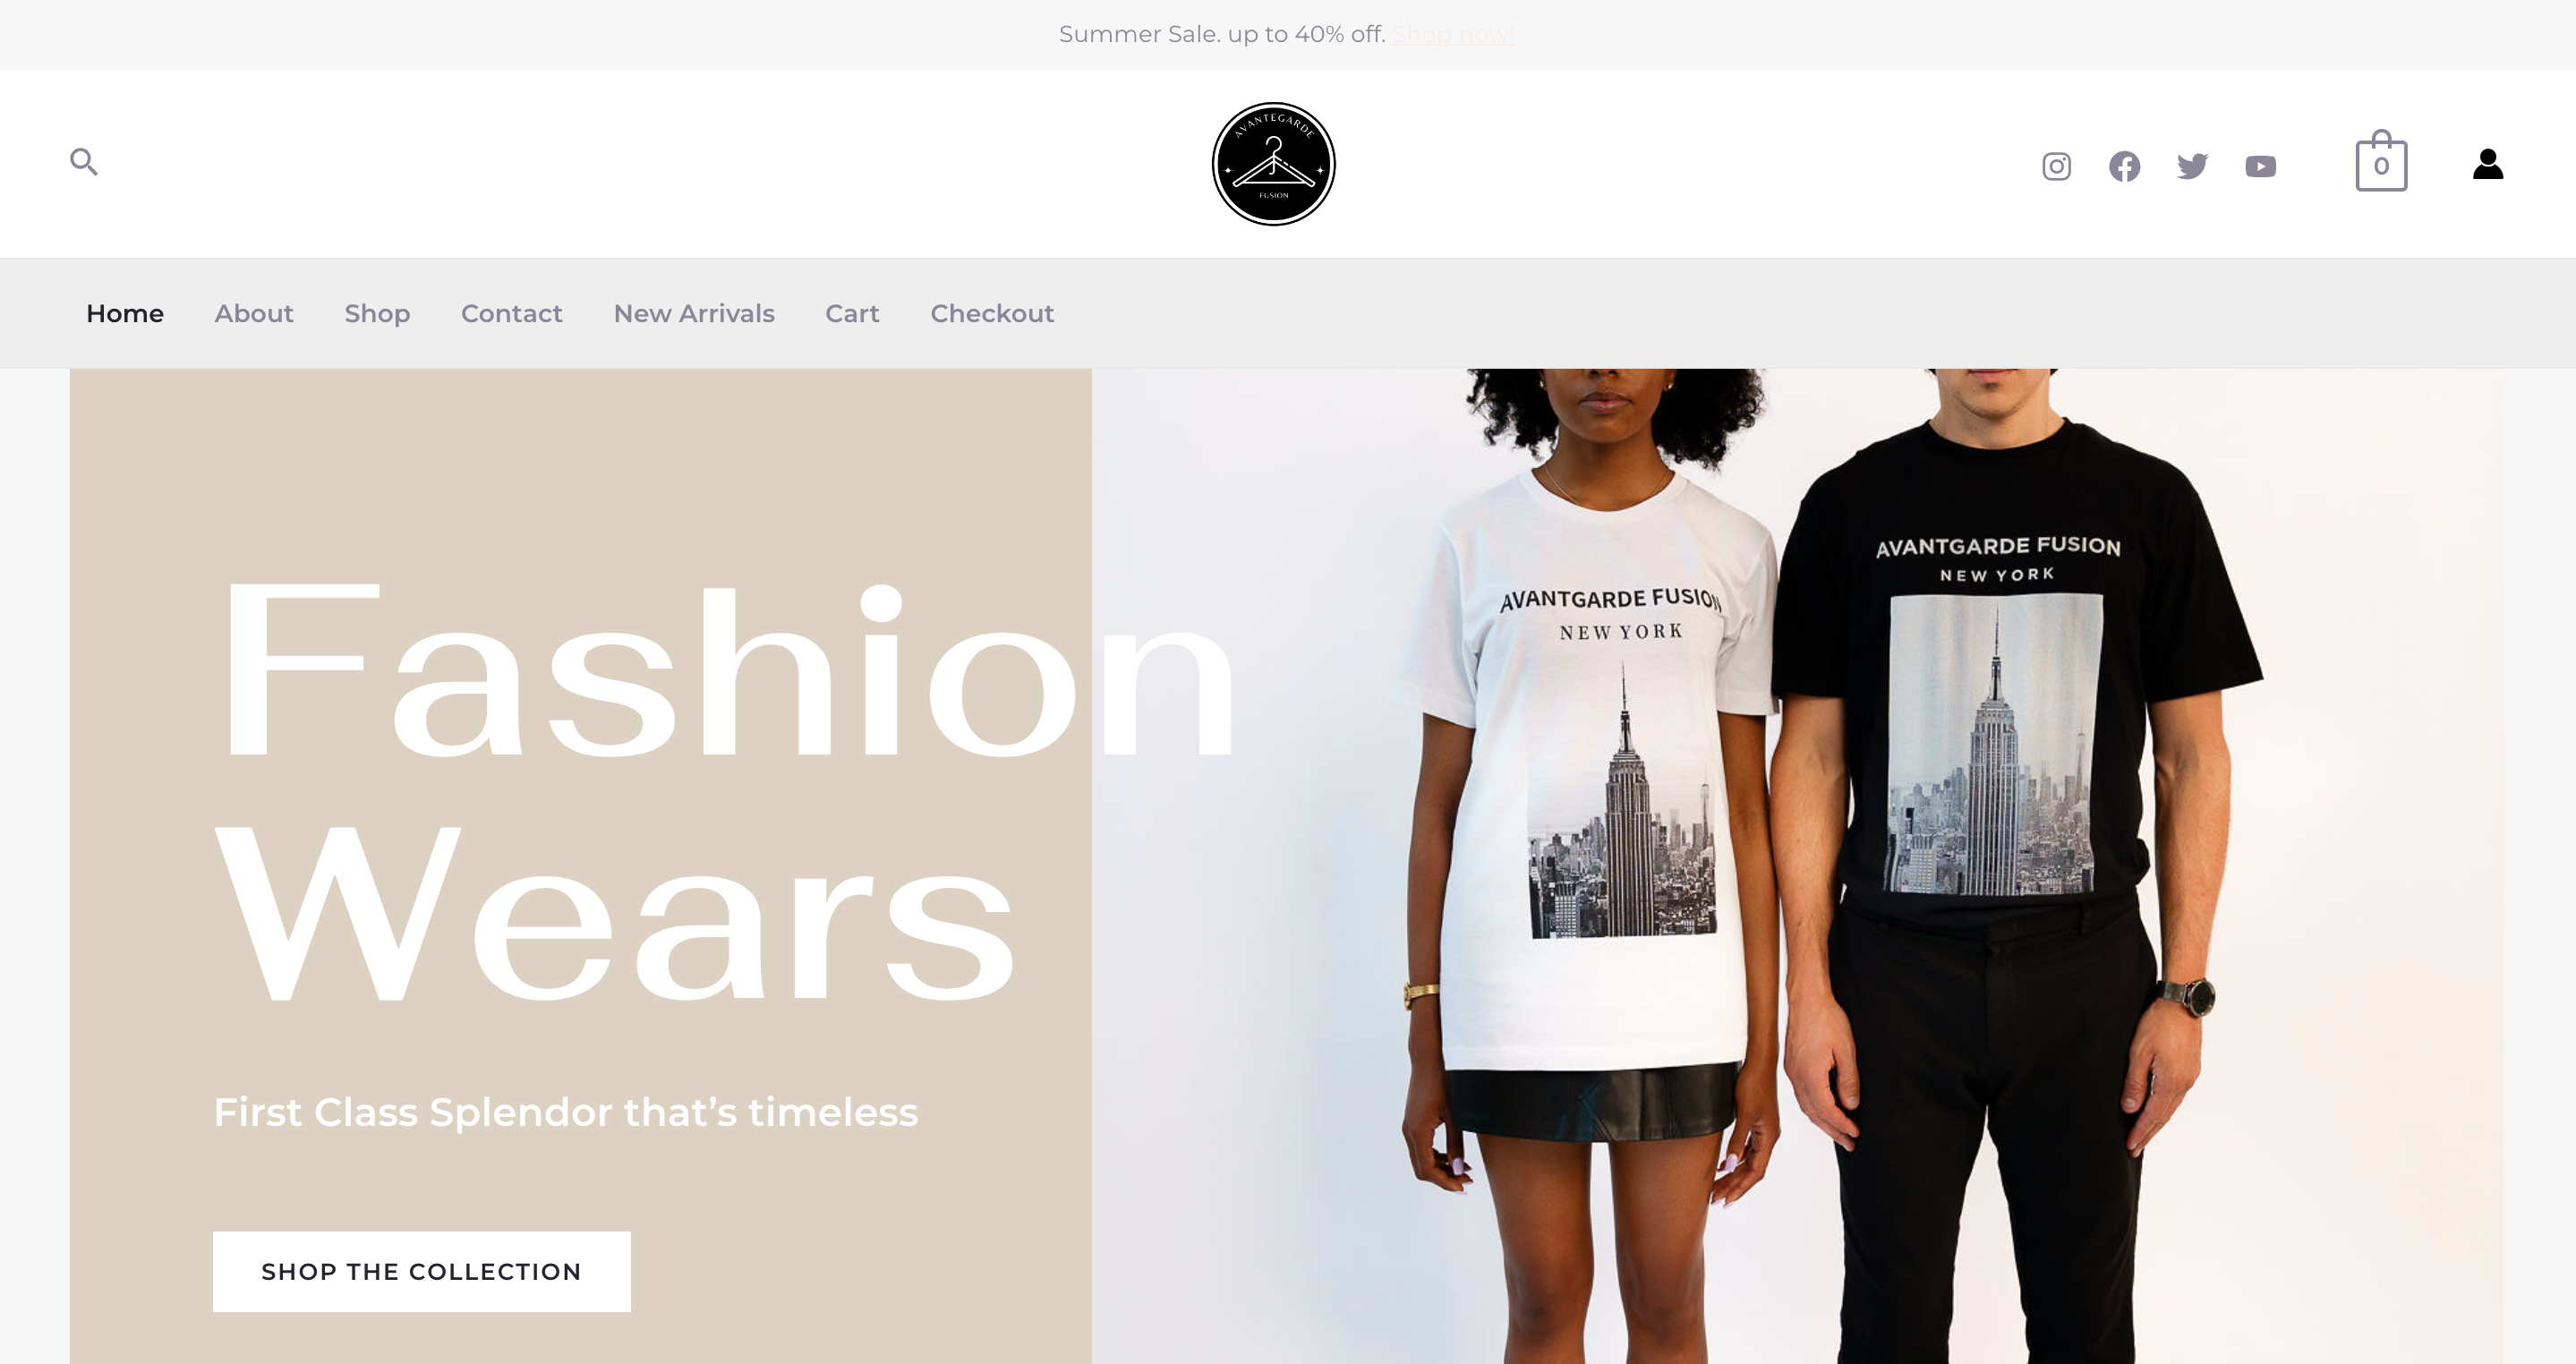 Summer Sale. up to 40% off. Shop now!
AVANTEGARDE
FUSION
0
Home About Shop Contact New Arrivals Cart Checkout
Fashion
Wears
First Class Splendor that’s timeless
SHOP THE COLLECTION
AVANTGARDE FUSION
NEW YORK
AVANTGARDE FUSION
NEW YORK